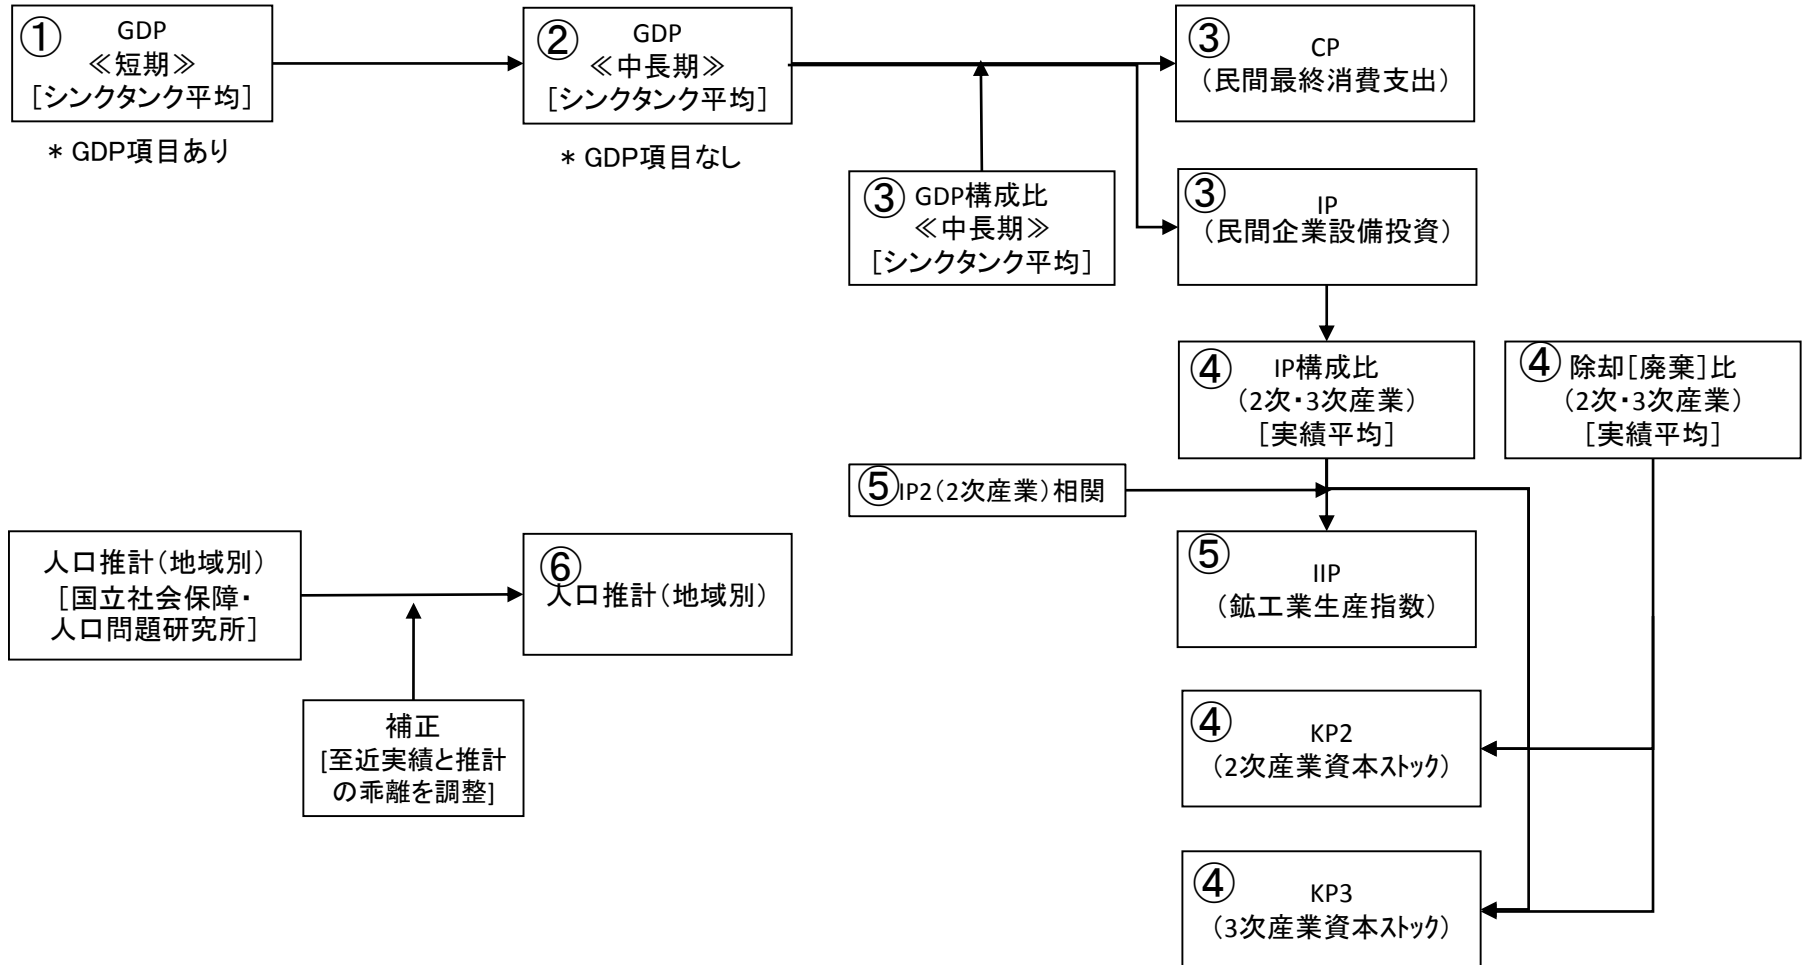 ①
GDP
≪短期≫
[シンクタンク平均]
* GDP項目あり
②
GDP
≪中長期≫
[シンクタンク平均]
* GDP項目なし
③
CP
(民間最終消費支出)
③
GDP構成比
≪中長期≫
[シンクタンク平均]
③
IP
(民間企業設備投資)
④
IP構成比
(2次・3次産業)
[実績平均]
④
除却[廃棄]比
(2次・3次産業)
[実績平均]
⑤
IP2(2次産業)相関
人口推計(地域別)
[国立社会保障・
人口問題研究所]
⑥
人口推計(地域別)
⑤
IIP
(鉱工業生産指数)
補正
[至近実績と推計
の乖離を調整]
④
KP2
(2次産業資本ストック)
④
KP3
(3次産業資本ストック)